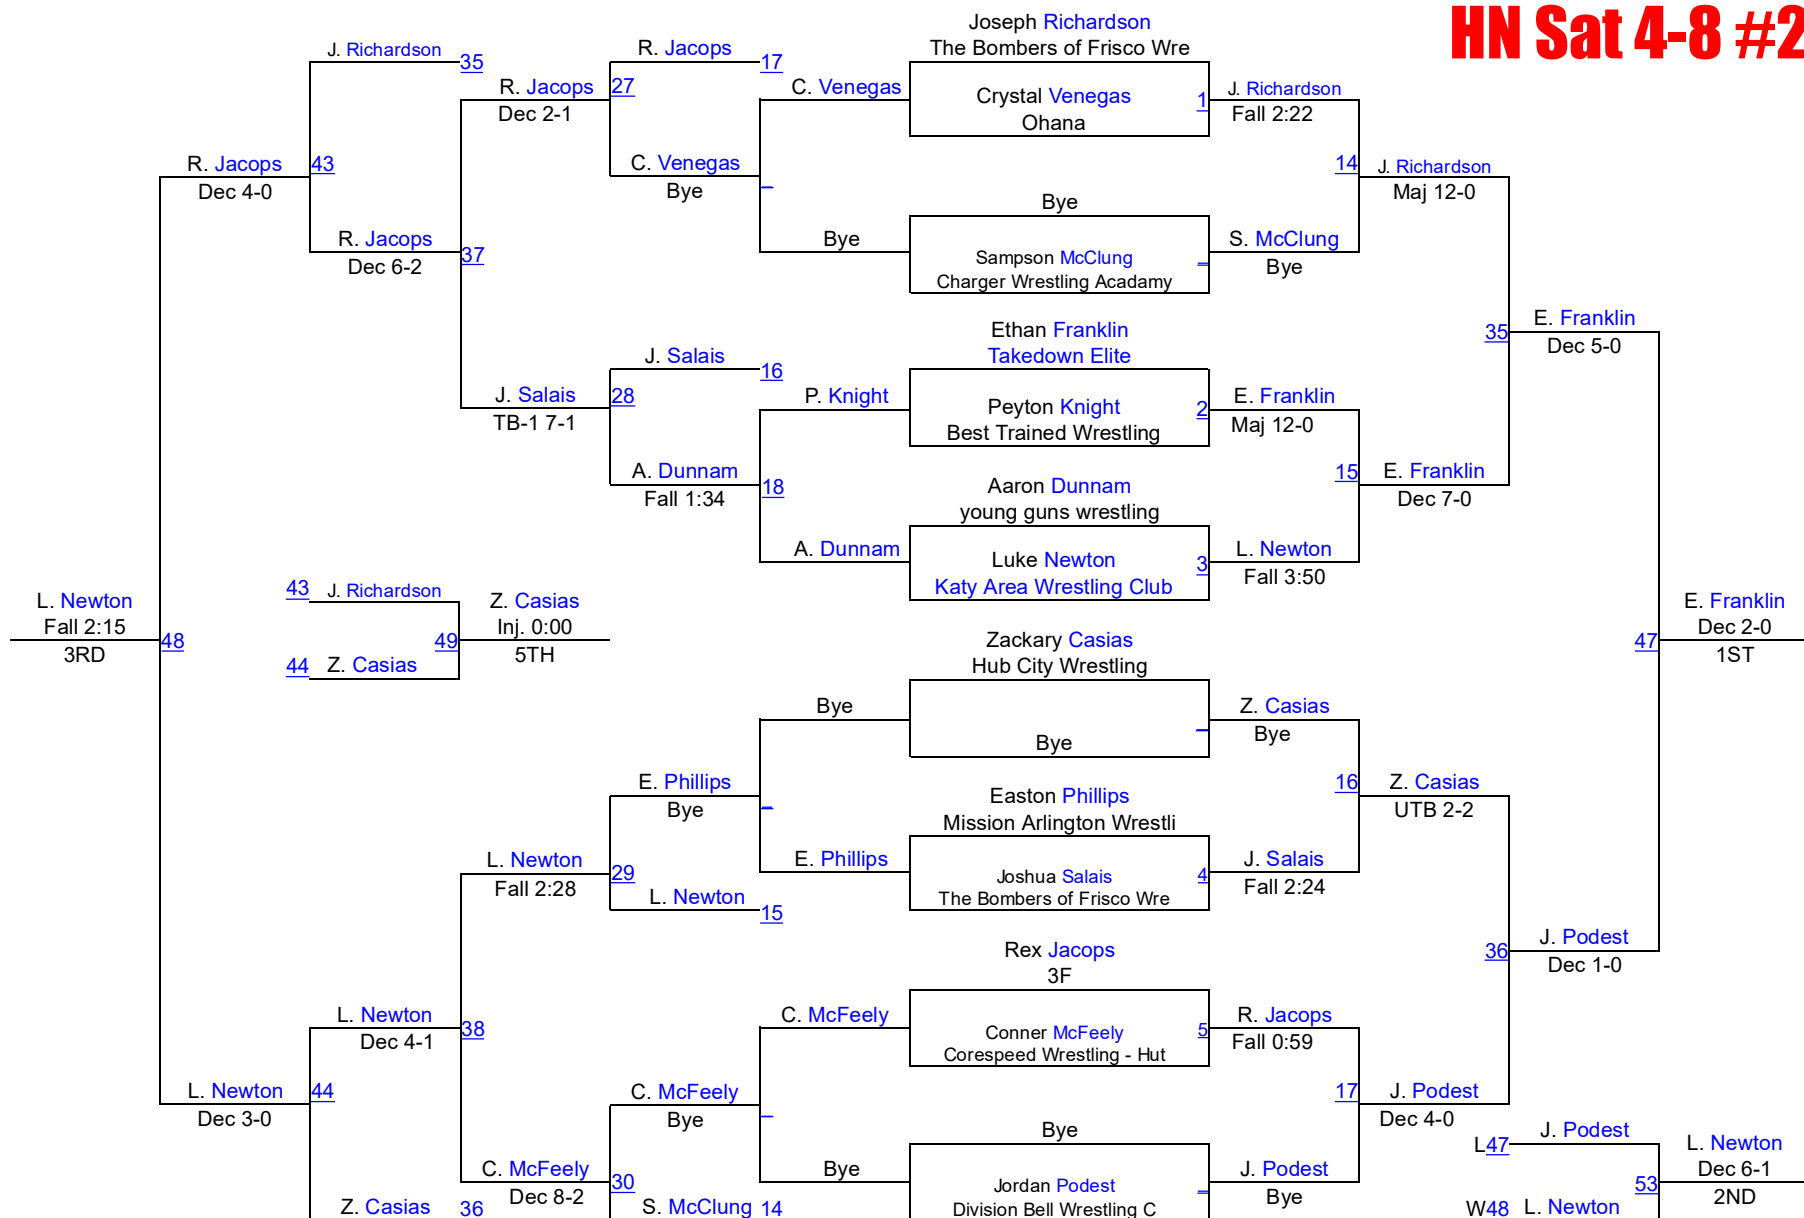 HN Sat 4-8 #2
Joseph Richardson
The Bombers of Frisco Wre
J. Richardson
35
R. Jacops
17
R. Jacops
27
Dec 2-1
C. Venegas
Crystal Venegas
1
Ohana
J. Richardson
Fall 2:22
R. Jacops
43
Dec 4-0
C. Venegas
Bye
14
J. Richardson
Maj 12-0
Bye
R. Jacops
37
Dec 6-2
Bye
Sampson McClung
Charger Wrestling Acadamy
S. McClung
Bye
Ethan Franklin
Takedown Elite
35
E. Franklin
Dec 5-0
J. Salais
16
J. Salais
28
TB-1 7-1
P. Knight
Peyton Knight
2
Best Trained Wrestling
E. Franklin
Maj 12-0
A. Dunnam
18
Fall 1:34
Aaron Dunnam
young guns wrestling
15
E. Franklin
Dec 7-0
A. Dunnam
Luke Newton
3
Katy Area Wrestling Club
L. Newton
Fall 3:50
L. Newton
Fall 2:15
48
3RD
43
J. Richardson
44
Z. Casias
49
Z. Casias
Inj. 0:00
5TH
Zackary Casias
Hub City Wrestling
47
E. Franklin
Dec 2-0
1ST
Bye
Bye
Z. Casias
Bye
E. Phillips
Bye
Easton Phillips
Mission Arlington Wrestli
16
Z. Casias
UTB 2-2
L. Newton
29
Fall 2:28
E. Phillips
Joshua Salais
4
The Bombers of Frisco Wre
J. Salais
Fall 2:24
L. Newton
15
Rex Jacops
3F
36
J. Podest
Dec 1-0
L. Newton
38
Dec 4-1
C. McFeely
Conner McFeely
5
Corespeed Wrestling - Hut
R. Jacops
Fall 0:59
L. Newton
44
Dec 3-0
C. McFeely
Bye
17
J. Podest
Dec 4-0
Bye
L47
J. Podest
L. Newton
Dec 6-1
53
2ND
C. McFeely
30
Dec 8-2
Bye
Jordan Podest
Division Bell Wrestling C
J. Podest
Bye
Z. Casias
36
S. McClung
14
W48
L. Newton